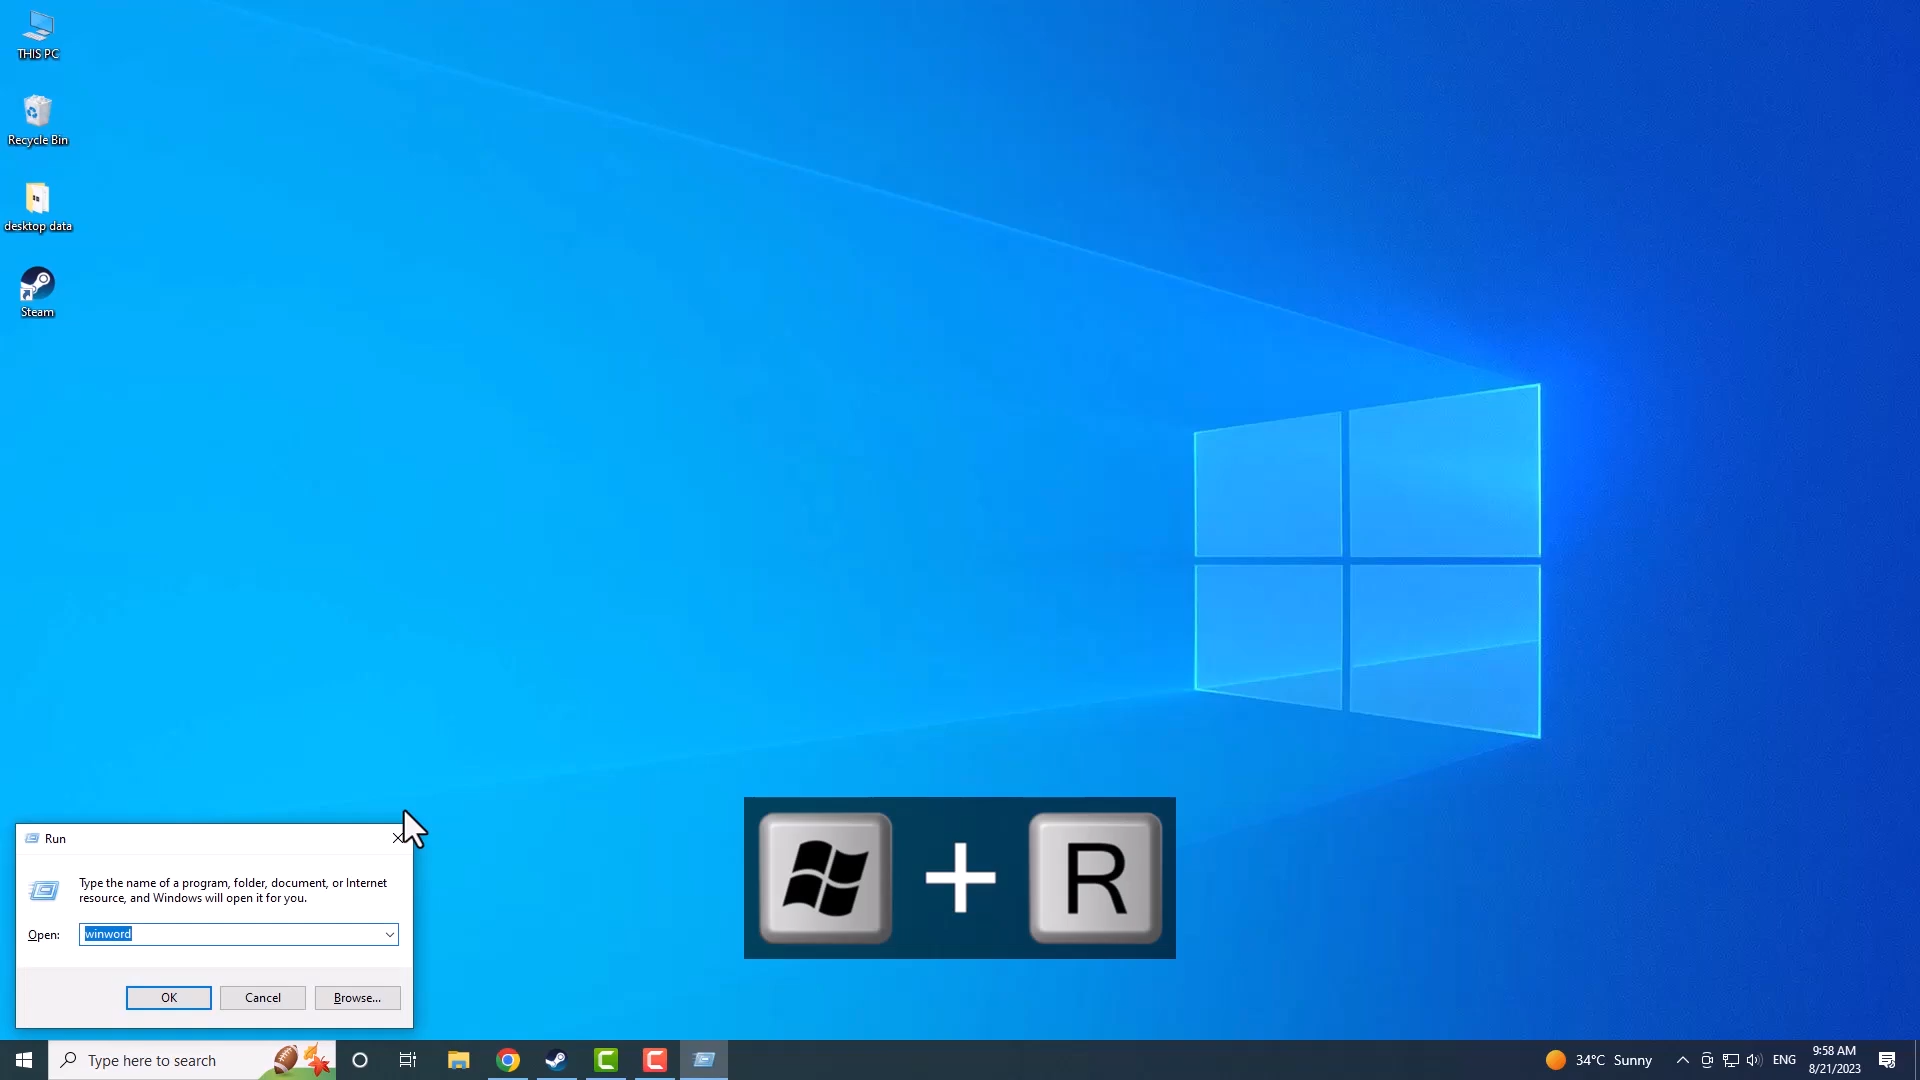 THIS PC
Recycle Bin
desktop data
Steam
Run
Type the name of a program, folder, document, or Internet
resource, and Windows will open it for you.
Open:
winword
OK
Cancel
Browse...
+
R
Type here to search
34°C Sunny
ENG
9:58 AM
8/21/2023